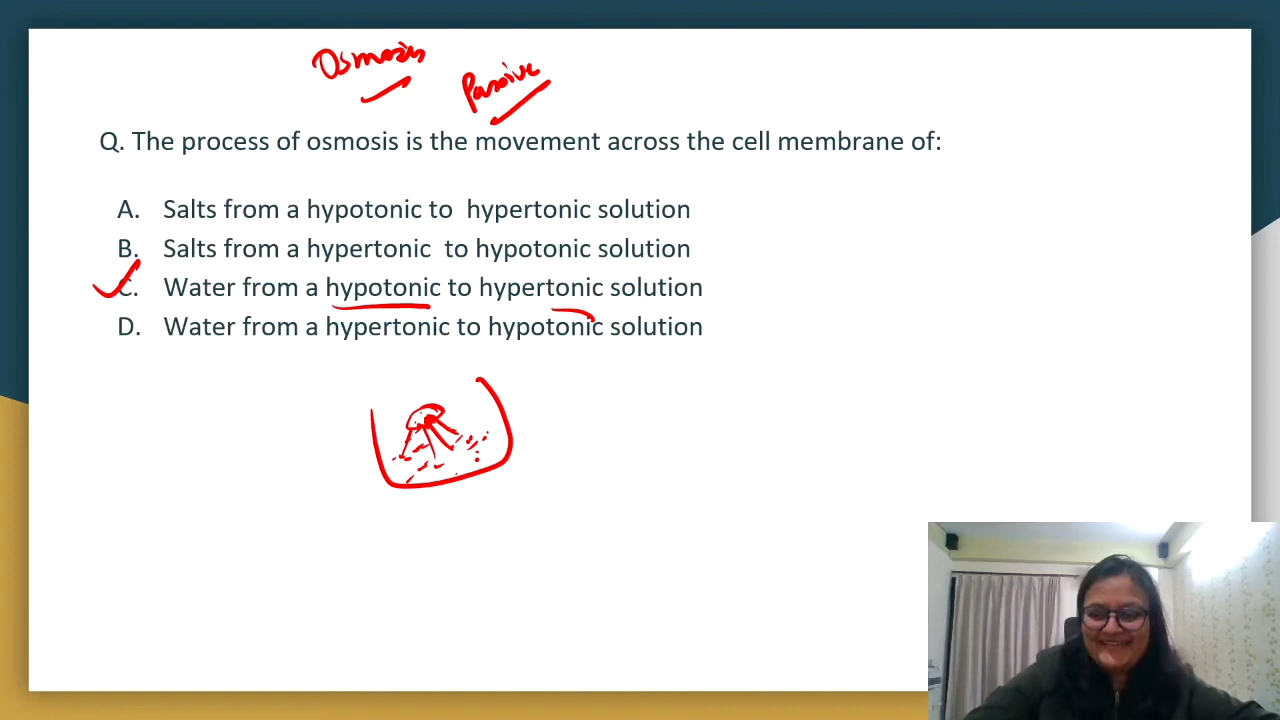 Osmosis
Passive
Q. The process of osmosis is the movement across the cell membrane of:
A. Salts from a hypotonic to hypertonic solution
B. Salts from a hypertonic to hypotonic solution
C. Water from a hypotonic to hypertonic solution
D. Water from a hypertonic to hypotonic solution